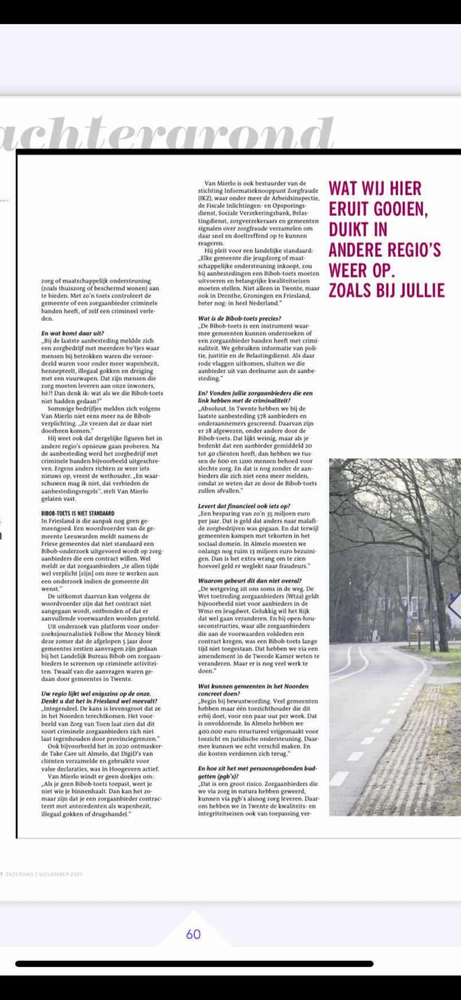 achtergrond
zorg of maatschappelijk ondersteuning
(zoals thuiszorg of beschermd wonen) aan
te bieden. Met zo'n toets controleert de
gemeente of een zorgaanbieder criminele
banden heeft, of zelf een crimineel verle-
den.
En wat komt daar uit?
„Bij de laatste aanbesteding meldde zich
een zorgbedrijf met meerdere bv'tjes waar
mensen bij betrokken waren die veroor-
deeld waren voor onder meer wapenbezit,
hennepteelt, illegaal gokken en dreiging
met een vuurwapen. Dat zijn mensen die
zorg moeten leveren aan onze inwoners,
hè?! Dan denk ik: wat als we die Bibob-toets
niet hadden gedaan?"
Sommige bedrijfjes melden zich volgens
Van Mierlo niet eens meer na de Bibob-
verplichting. „Ze vrezen dat ze daar niet
doorheen komen."
Hij weet ook dat dergelijke figuren het in
andere regio's opnieuw gaan proberen. Na
de aanbesteding werd het zorgbedrijf met
criminele banden bijvoorbeeld uitgeschre-
ven. Ergens anders richten ze weer iets
nieuws op, vreest de wethouder. „En waar-
schuwen mag ik niet, dat verbieden de
aanbestedingsregels", stelt Van Mierlo
gelaten vast.
BIBOB-TOETS IS NIET STANDAARD
In Friesland is die aanpak nog geen ge-
meengoed. Een woordvoerder van de ge-
meente Leeuwarden meldt namens de
Friese gemeentes dat niet standaard een
Bibob-onderzoek uitgevoerd wordt op zorg-
aanbieders die een contract willen. Wel
meldt ze dat zorgaanbieders „te allen tijde
wel verplicht [zijn] om mee te werken aan
een onderzoek indien de gemeente dit
wenst."
De uitkomst daarvan kan volgens de
woordvoerder zijn dat het contract niet
aangegaan wordt, ontbonden of dat er
aanvullende voorwaarden worden gesteld.
Uit onderzoek van platform voor onder-
zoeksjournalistiek Follow the Money bleek
deze zomer dat de afgelopen 5 jaar door
gemeentes zestien aanvragen zijn gedaan
bij het Landelijk Bureau Bibob om zorgaan-
bieders te screenen op criminele activitei-
ten. Twaalf van die aanvragen waren ge-
daan door gemeentes in Twente.
Uw regio lijkt wel enigszins op de onze.
Denkt u dat het in Friesland wel meevalt?
„Integendeel. De kans is levensgroot dat ze
in het Noorden terechtkomen. Het voor-
beeld van Zorg van Toen laat zien dat dit
soort criminele zorgaanbieders zich niet
laat tegenhouden door provinciegrenzen."
Ook bijvoorbeeld het in 2020 ontmasker-
de Take Care uit Almelo, dat DigiD's van
cliënten verzamelde en gebruikte voor
valse declaraties, was in Hoogeveen actief.
Van Mierlo windt er geen doekjes om:
„Als je geen Bibob-toets toepast, weet je
niet wie je binnenhaalt. Dan kan het zo-
maar zijn dat je een zorgaanbieder contrac-
teert met antecedenten als wapenbezit,
illegaal gokken of drugshandel."
Van Mierlo is ook bestuurder van de
stichting Informatieknooppunt Zorgfraude
(IKZ), waar onder meer de Arbeidsinspectie,
de Fiscale Inlichtingen- en Opsporings-
dienst, Sociale Verzekeringsbank, Belas-
tingdienst, zorgverzekeraars en gemeenten
signalen over zorgfraude verzamelen om
daar snel en doeltreffend op te kunnen
reageren.
Hij pleit voor een landelijke standaard:
„Elke gemeente die jeugdzorg of maat-
schappelijke ondersteuning inkoopt, zou
bij aanbestedingen een Bibob-toets moeten
uitvoeren en belangrijke kwaliteitseisen
moeten stellen. Niet alleen in Twente, maar
ook in Drenthe, Groningen en Friesland,
beter nog: in heel Nederland."
Wat is de Bibob-toets precies?
„De Bibob-toets is een instrument waar-
mee gemeenten kunnen onderzoeken of
een zorgaanbieder banden heeft met crimi-
naliteit. We gebruiken informatie van poli-
tie, justitie en de Belastingdienst. Als daar
rode vlaggen uitkomen, sluiten we die
aanbieder uit van deelname aan de aanbe-
steding."
En? Vonden jullie zorgaanbieders die een
link hebben met de criminaliteit?
„Absoluut. In Twente hebben we bij de
laatste aanbesteding 578 aanbieders en
onderaannemers gescreend. Daarvan zijn
er 28 afgewezen, onder andere door de
Bibob-toets. Dat lijkt weinig, maar als je
bedenkt dat een aanbieder gemiddeld 20
tot 40 cliënten heeft, dan hebben we tus-
sen de 600 en 1200 mensen behoed voor
slechte zorg. En dat is nog zonder de aan-
bieders die zich niet eens meer melden,
omdat ze weten dat ze door de Bibob-toets
zullen afvallen."
Levert dat financieel ook iets op?
„Een besparing van zo'n 35 miljoen euro
per jaar. Dat is geld dat anders naar malafi-
de zorgbedrijven was gegaan. En dat terwijl
gemeenten kampen met tekorten in het
sociaal domein. In Almelo moesten we
onlangs nog ruim 13 miljoen euro bezuini-
gen. Dan is het extra wrang om te zien
hoeveel geld er weglekt naar fraudeurs."
Waarom gebeurt dit dan niet overal?
„De wetgeving zit ons soms in de weg. De
Wet toetreding zorgaanbieders (Wtza) geldt
bijvoorbeeld niet voor aanbieders in de
Wmo en Jeugdwet. Gelukkig wil het Rijk
dat wel gaan veranderen. En bij open-hou-
seconstructies, waar alle zorgaanbieders
die aan de voorwaarden voldeden een
contract kregen, was een Bibob-toets lange
tijd niet toegestaan. Dat hebben we via een
amendement in de Tweede Kamer weten te
veranderen. Maar er is nog veel werk te
doen."
Wat kunnen gemeenten in het Noorden
concreet doen?
„Begin bij bewustwording. Veel gemeenten
hebben maar één toezichthouder die dit
erbij doet, voor een paar uur per week. Dat
is onvoldoende. In Almelo hebben we
400.000 euro structureel vrijgemaakt voor
toezicht en juridische ondersteuning. Daar-
mee kunnen we echt verschil maken. En
die kosten verdienen zich terug."
En hoe zit het met persoonsgebonden bud-
getten (pgb's)?
„Dat is een groot risico. Zorgaanbieders die
we via zorg in natura hebben geweerd,
kunnen via pgb's alsnog zorg leveren. Daar-
om hebben we in Twente de kwaliteits- en
integriteitseisen ook van toepassing ver-
WAT WIJ HIER
ERUIT GOOIEN,
DUIKT IN
ANDERE REGIO'S
WEER OP.
ZOALS BIJ JULLIE
T ZATERDAG 1 NOVEMBER 2025
60